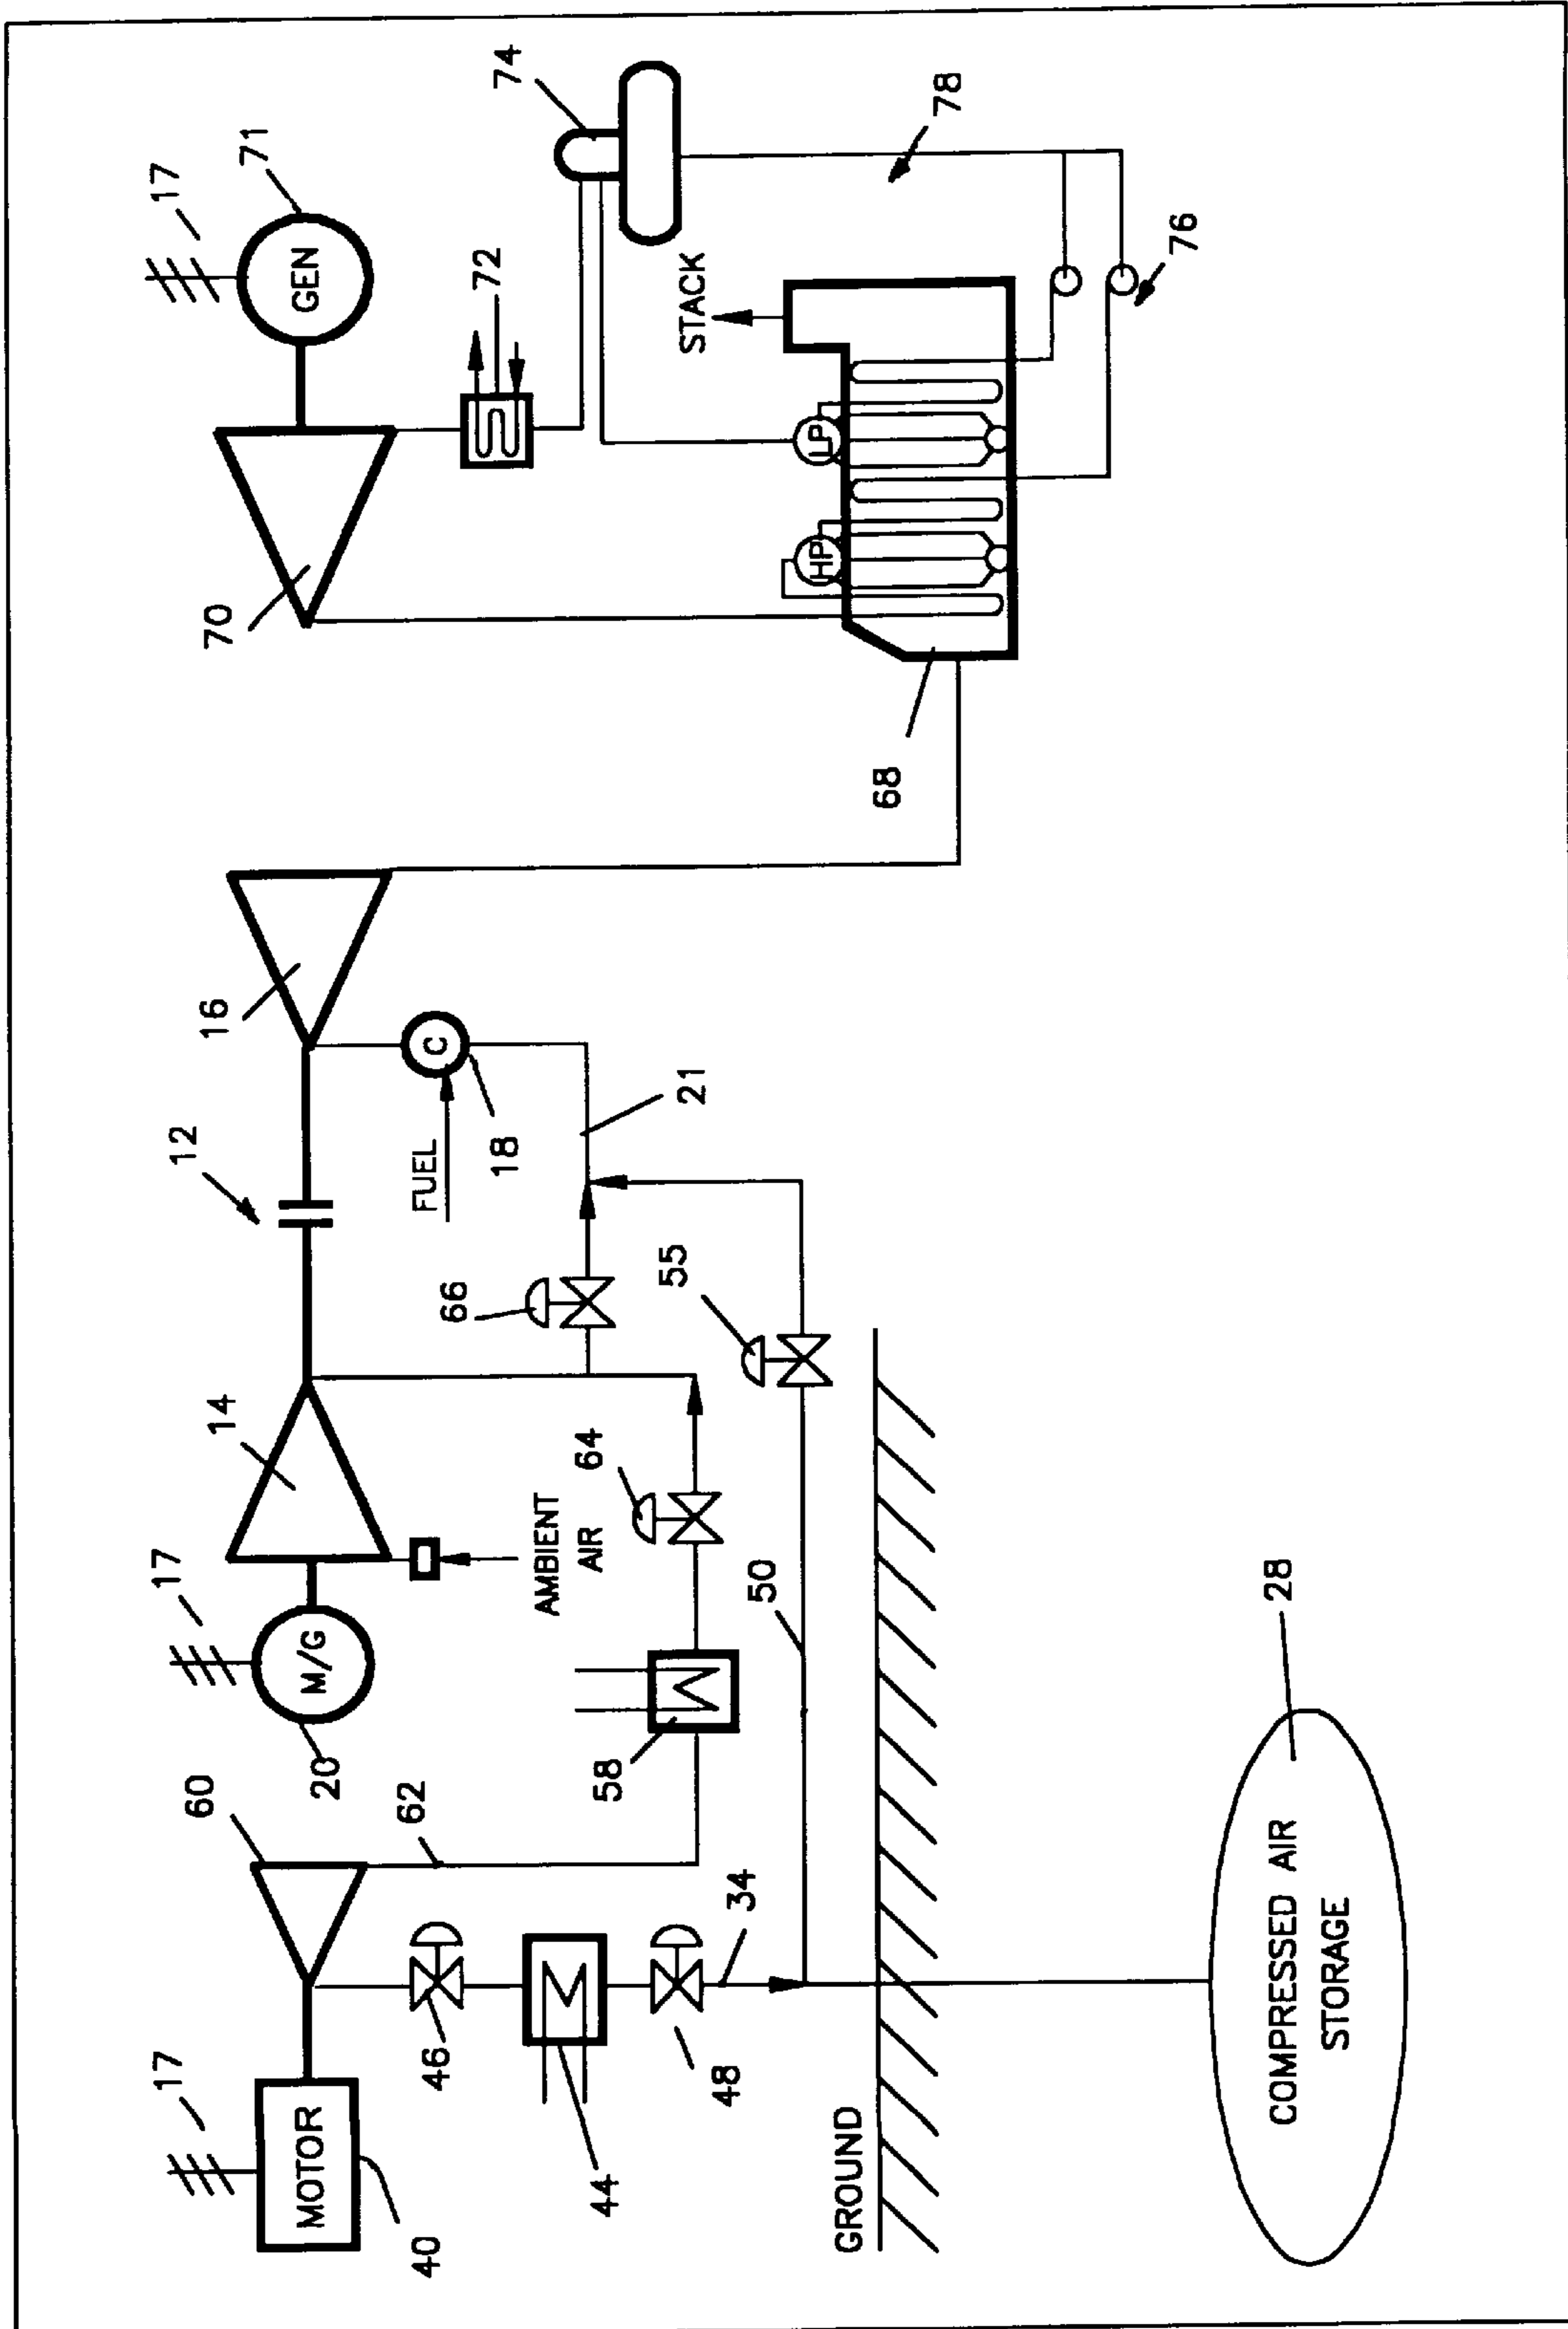 17
MOTOR
40
60
62
46
44
48
34
17
M/G
20
14
AMBIENT
AIR
58
64
50
12
66
55
FUEL
C
18
21
16
GROUND
COMPRESSED AIR
STORAGE
28
17
GEN
71
70
72
74
STACK
HP
LP
68
78
76